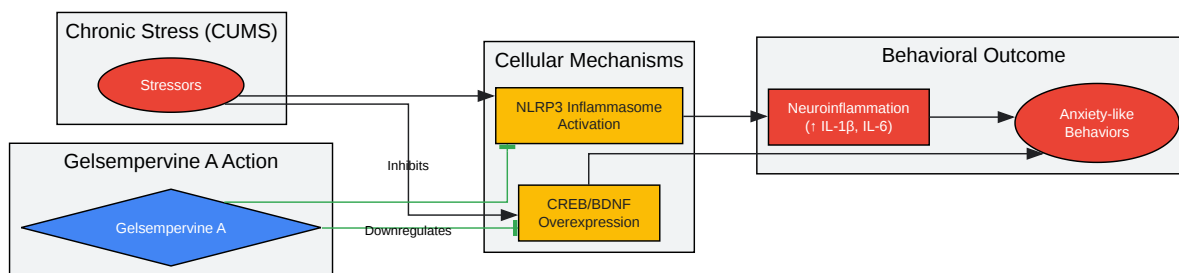 Chronic Stress (CUMS)
Stressors
Gelsempervine A Action
Gelsempervine A
Inhibits
Downregulates
Cellular Mechanisms
NLRP3 Inflammasome
Activation
CREB/BDNF
Overexpression
Behavioral Outcome
Neuroinflammation
(↑ IL-1β, IL-6)
Anxiety-like
Behaviors